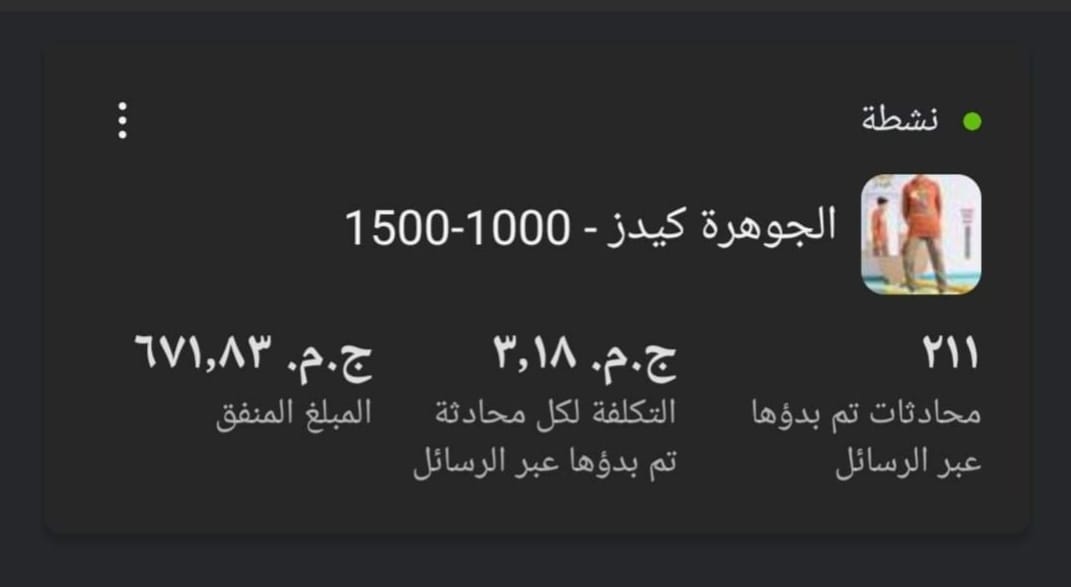 نشطة
الجوهرة كيدز - 1000-1500
٢١١
محادثات تم بدؤها
عبر الرسائل
ج.م. ٣,١٨
التكلفة لكل محادثة
تم بدؤها عبر الرسائل
ج.م. ٦٧١,٨٣
المبلغ المنفق